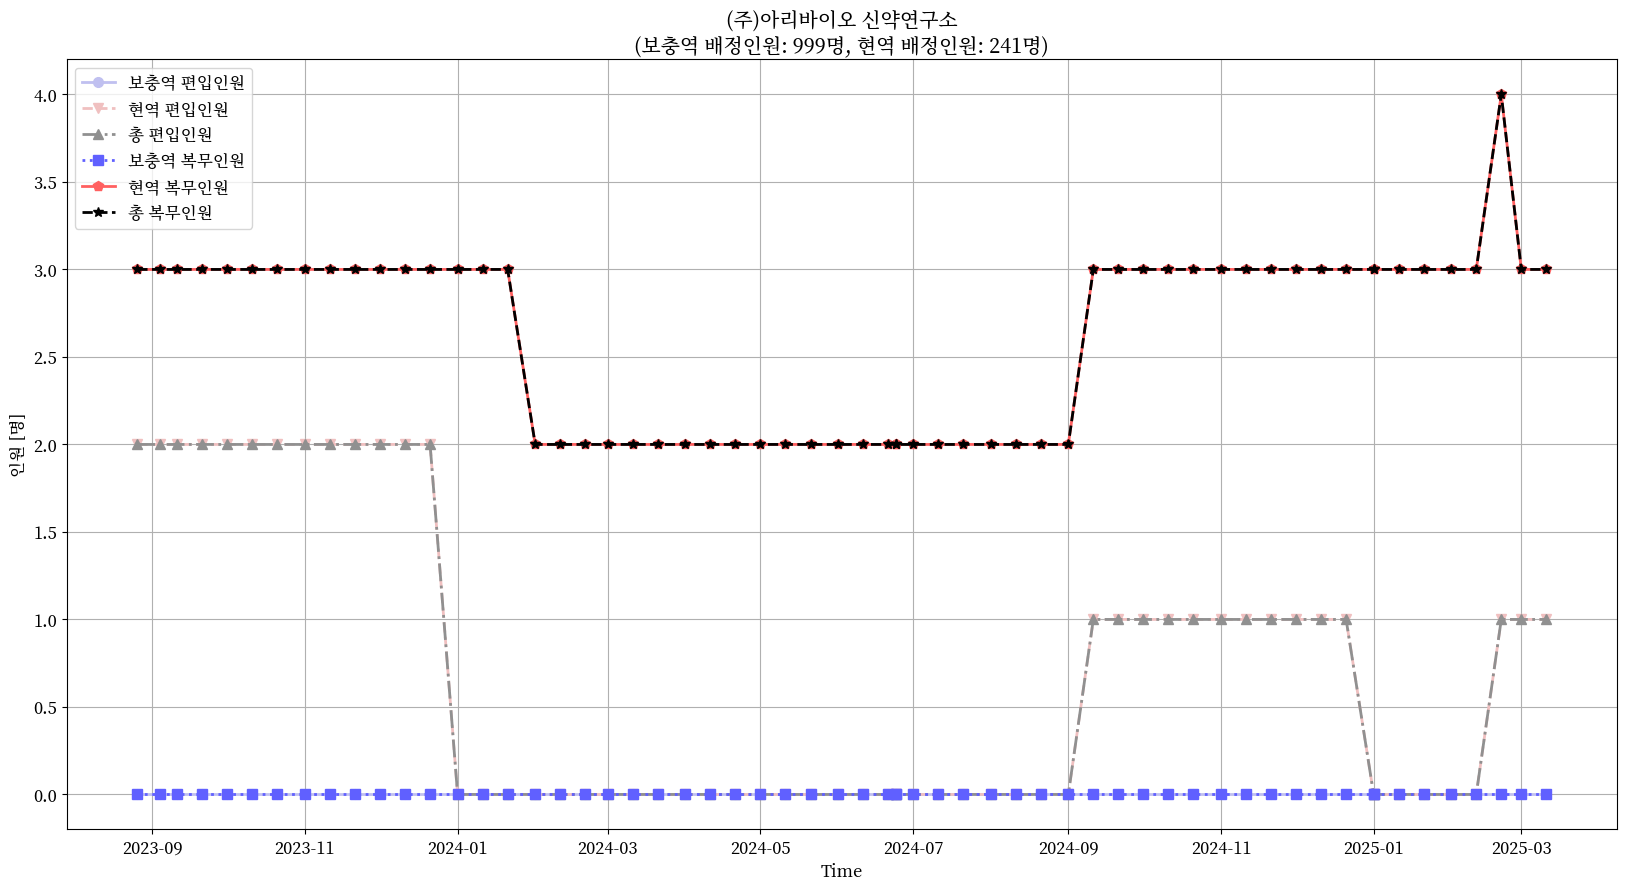 (주)아리바이오 신약연구소
(보충역 배정인원: 999명, 현역 배정인원: 241명)
보충역 편입인원
현역 편입인원
총 편입인원
보충역 복무인원
현역 복무인원
총 복무인원
4.0
3.5
3.0
2.5
2.0
1.5
1.0
0.5
0.0
인원 [명]
2023-09 2023-11 2024-01 2024-03 2024-05 2024-07 2024-09 2024-11 2025-01 2025-03
Time